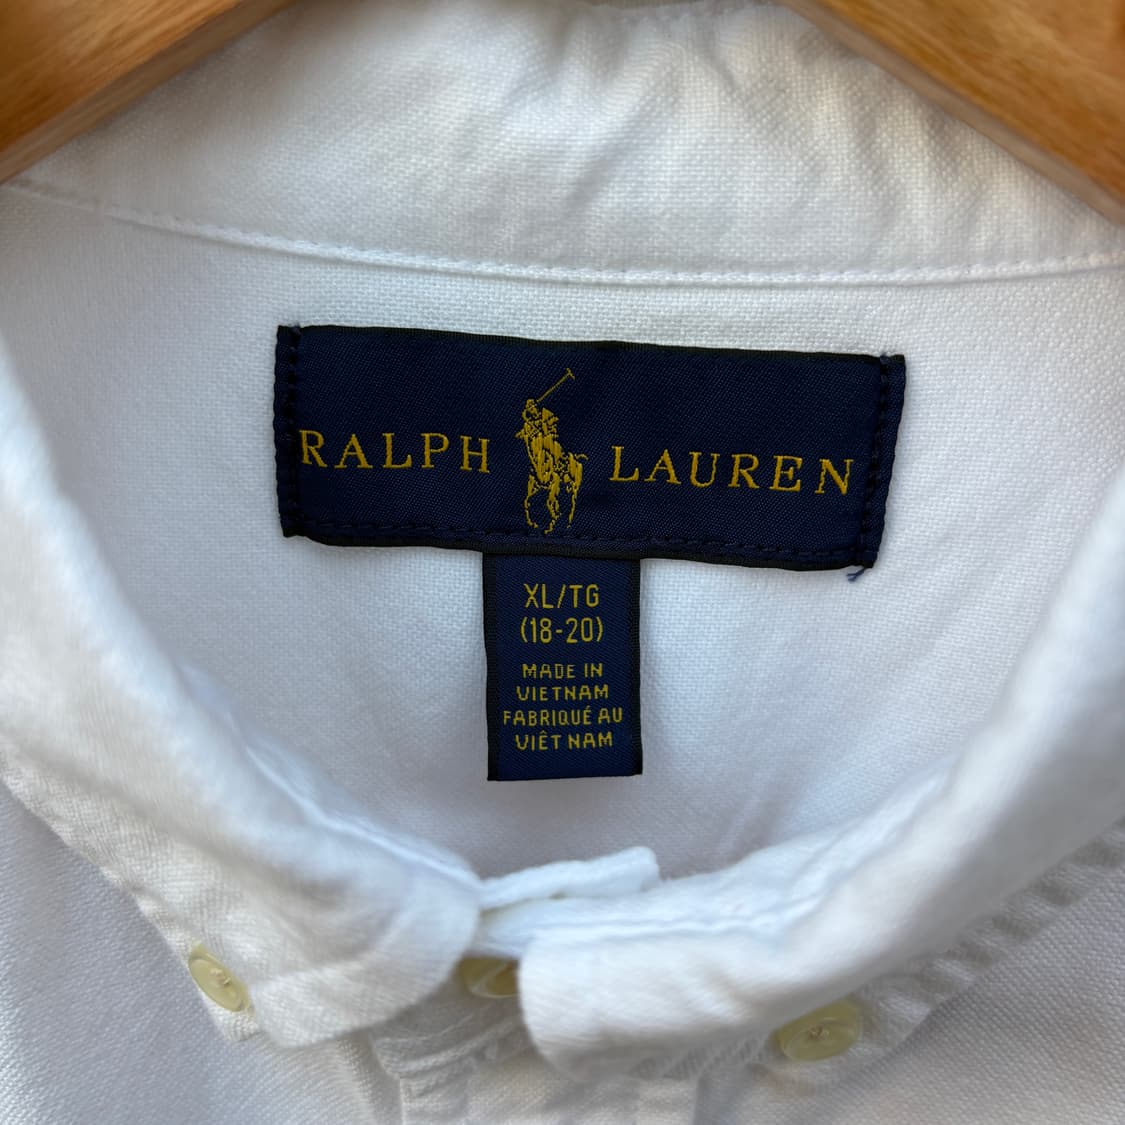 RALPH LAUREN
XL/TG
(18-20)
MADE IN
VIETNAM
FABRIQUÉ AU
VIÊT NAM